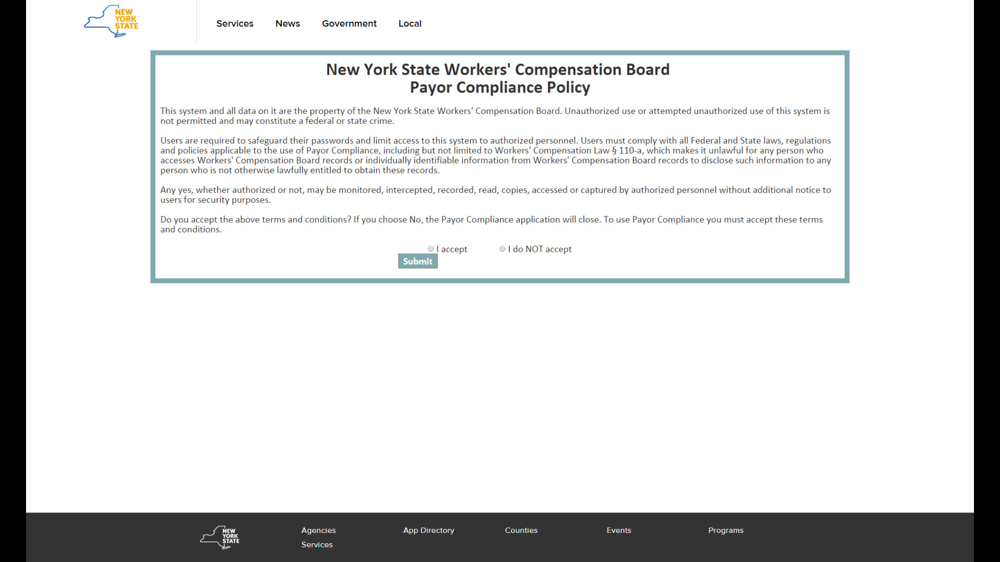 NEW
YORK
STATE
Services News Government Local
New York State Workers' Compensation Board
Payor Compliance Policy
This system and all data on it are the property of the New York State Workers' Compensation Board. Unauthorized use or attempted unauthorized use of this system is
not permitted and may constitute a federal or state crime.
Users are required to safeguard their passwords and limit access to this system to authorized personnel. Users must comply with all Federal and State laws, regulations
and policies applicable to the use of Payor Compliance, including but not limited to Workers' Compensation Law § 110-a, which makes it unlawful for any person who
accesses Workers' Compensation Board records or individually identifiable information from Workers' Compensation Board records to disclose such information to any
person who is not otherwise lawfully entitled to obtain these records.
Any yes, whether authorized or not, may be monitored, intercepted, recorded, read, copies, accessed or captured by authorized personnel without additional notice to
users for security purposes.
Do you accept the above terms and conditions? If you choose No, the Payor Compliance application will close. To use Payor Compliance you must accept these terms
and conditions.
I accept I do NOT accept
Submit
NEW
YORK
STATE
Agencies App Directory Counties Events Programs
Services